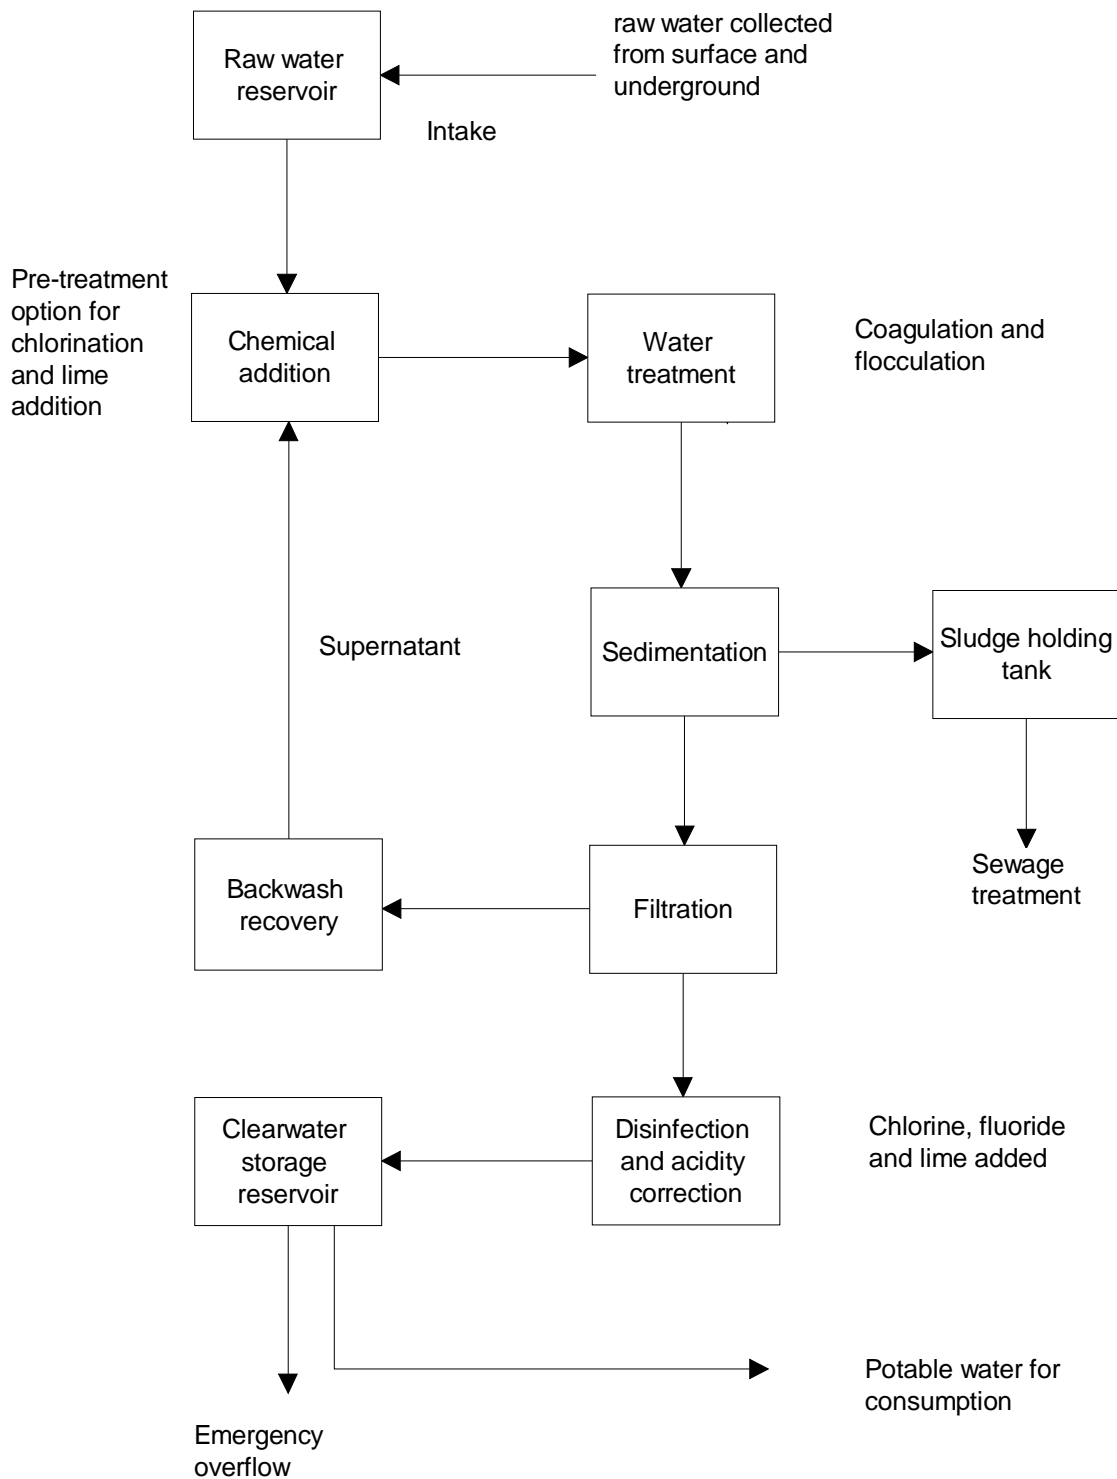 raw water collected
from surface and
underground
Raw water
reservoir
Intake
Pre-treatment
option for
chlorination
and lime
addition
Chemical
addition
Water
treatment
Coagulation and
flocculation
Supernatant
Sedimentation
Sludge holding
tank
Backwash
recovery
Filtration
Sewage
treatment
Clearwater
storage
reservoir
Disinfection
and acidity
correction
Chlorine, fluoride
and lime added
Potable water for
consumption
Emergency
overflow